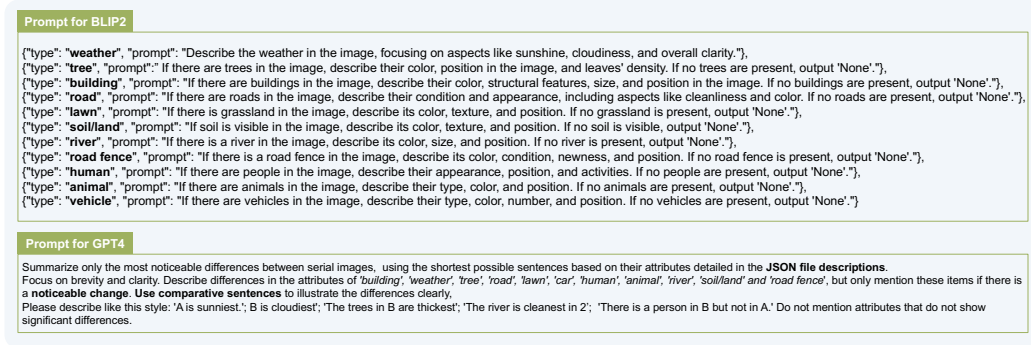 Prompt for BLIP2
{"type": "weather", "prompt": "Describe the weather in the image, focusing on aspects like sunshine, cloudiness, and overall clarity."},
{"type": "tree", "prompt":" If there are trees in the image, describe their color, position in the image, and leaves' density. If no trees are present, output 'None'."},
{"type": "building", "prompt": "If there are buildings in the image, describe their color, structural features, size, and position in the image. If no buildings are present, output 'None'."},
{"type": "road", "prompt": "If there are roads in the image, describe their condition and appearance, including aspects like cleanliness and color. If no roads are present, output 'None'."},
{"type": "lawn", "prompt": "If there is grassland in the image, describe its color, texture, and position. If no grassland is present, output 'None'."},
{"type": "soil/land", "prompt": "If soil is visible in the image, describe its color, texture, and position. If no soil is visible, output 'None'."},
{"type": "river", "prompt": "If there is a river in the image, describe its color, size, and position. If no river is present, output 'None'."},
{"type": "road fence", "prompt": "If there is a road fence in the image, describe its color, condition, newness, and position. If no road fence is present, output 'None'."},
{"type": "human", "prompt": "If there are people in the image, describe their appearance, position, and activities. If no people are present, output 'None'."},
{"type": "animal", "prompt": "If there are animals in the image, describe their type, color, and position. If no animals are present, output 'None'."},
{"type": "vehicle", "prompt": "If there are vehicles in the image, describe their type, color, number, and position. If no vehicles are present, output 'None'."}
Prompt for GPT4
Summarize only the most noticeable differences between serial images, using the shortest possible sentences based on their attributes detailed in the JSON file descriptions.
Focus on brevity and clarity. Describe differences in the attributes of 'building', 'weather', 'tree', 'road', 'lawn', 'car', 'human', 'animal', 'river', 'soil/land' and 'road fence', but only mention these items if there is
a noticeable change. Use comparative sentences to illustrate the differences clearly,
Please describe like this style: 'A is sunniest.'; B is cloudiest'; 'The trees in B are thickest'; 'The river is cleanest in 2'; 'There is a person in B but not in A.' Do not mention attributes that do not show
significant differences.